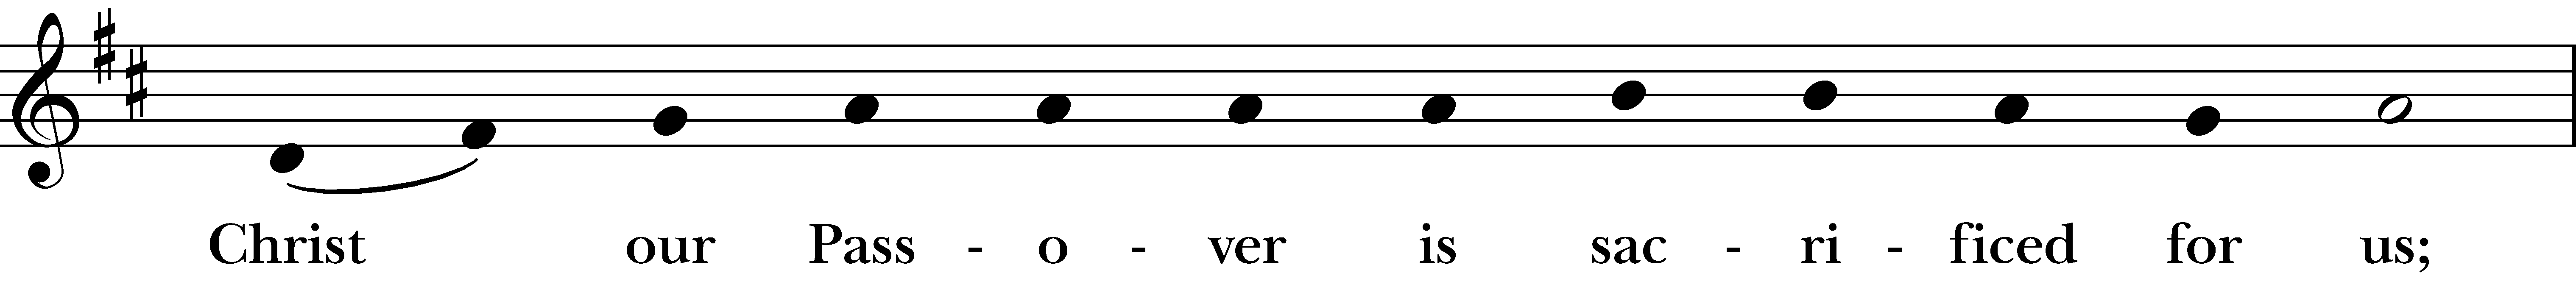 Christ our Pass - o - ver is sac - ri - ficed for us;